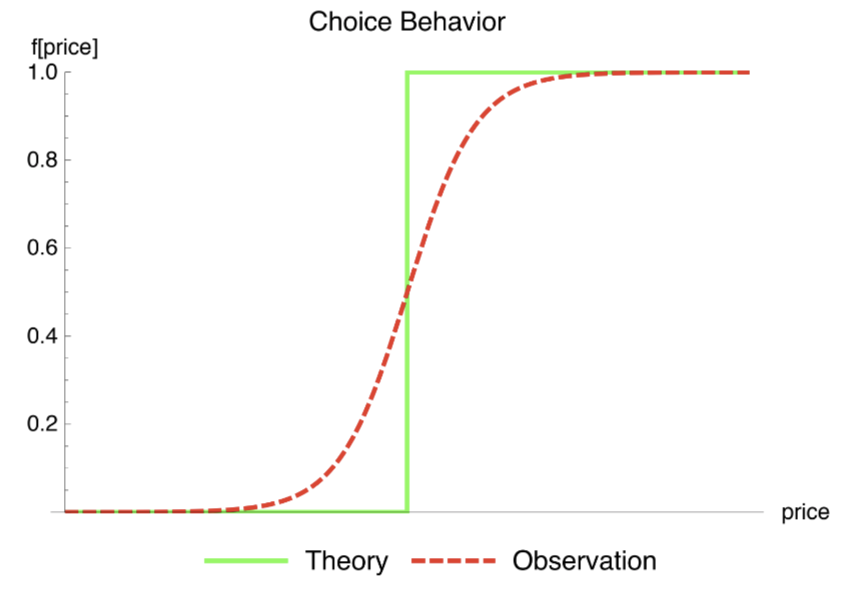 Choice Behavior
f[price]
1.0
0.8
0.6
0.4
0.2
price
Theory Observation